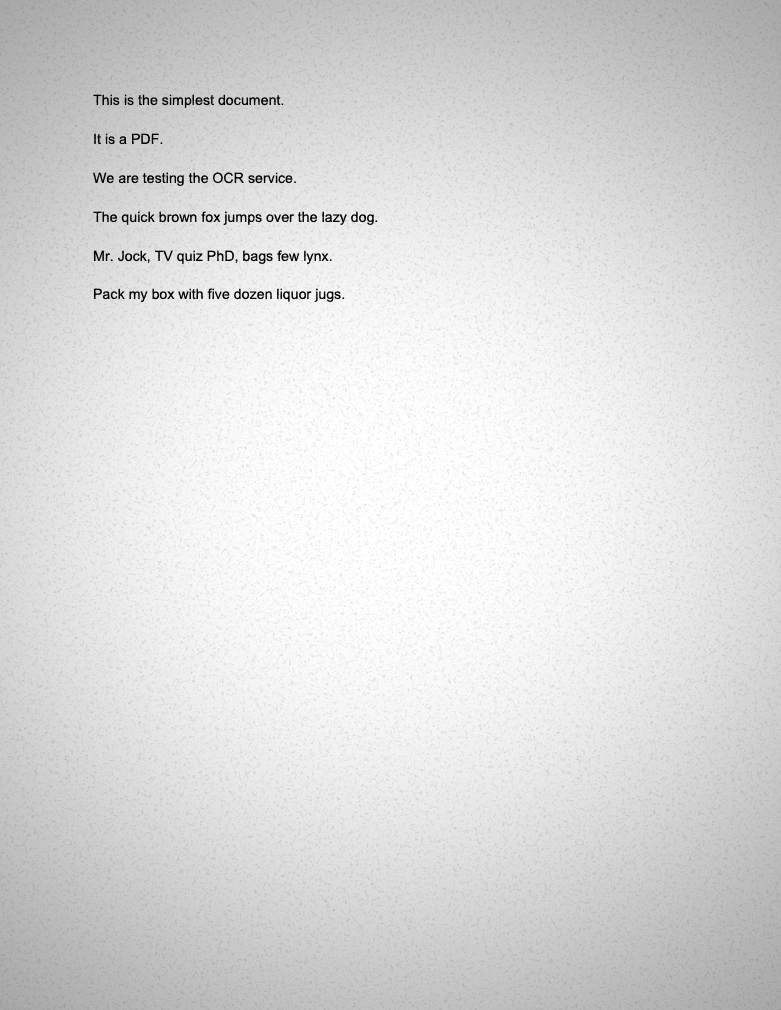 This is the simplest document.
It is a PDF.
We are testing the OCR service.
The quick brown fox jumps over the lazy dog.
Mr. Jock, TV quiz PhD, bags few lynx.
Pack my box with five dozen liquor jugs.